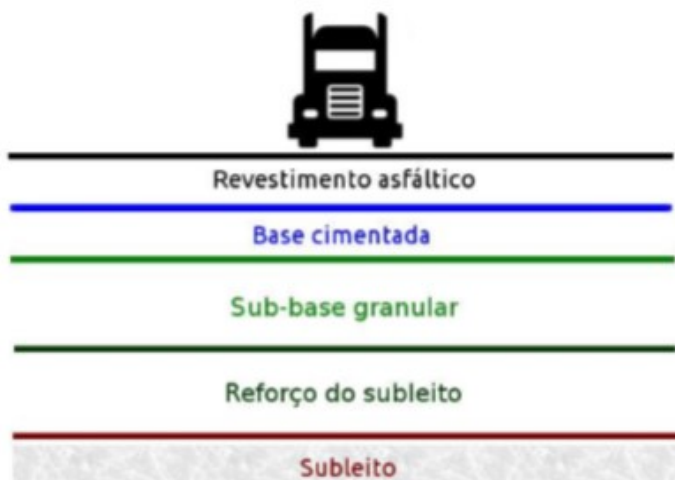 Revestimento asfáltico
Base cimentada
Sub-base granular
Reforço do subleito
Subleito